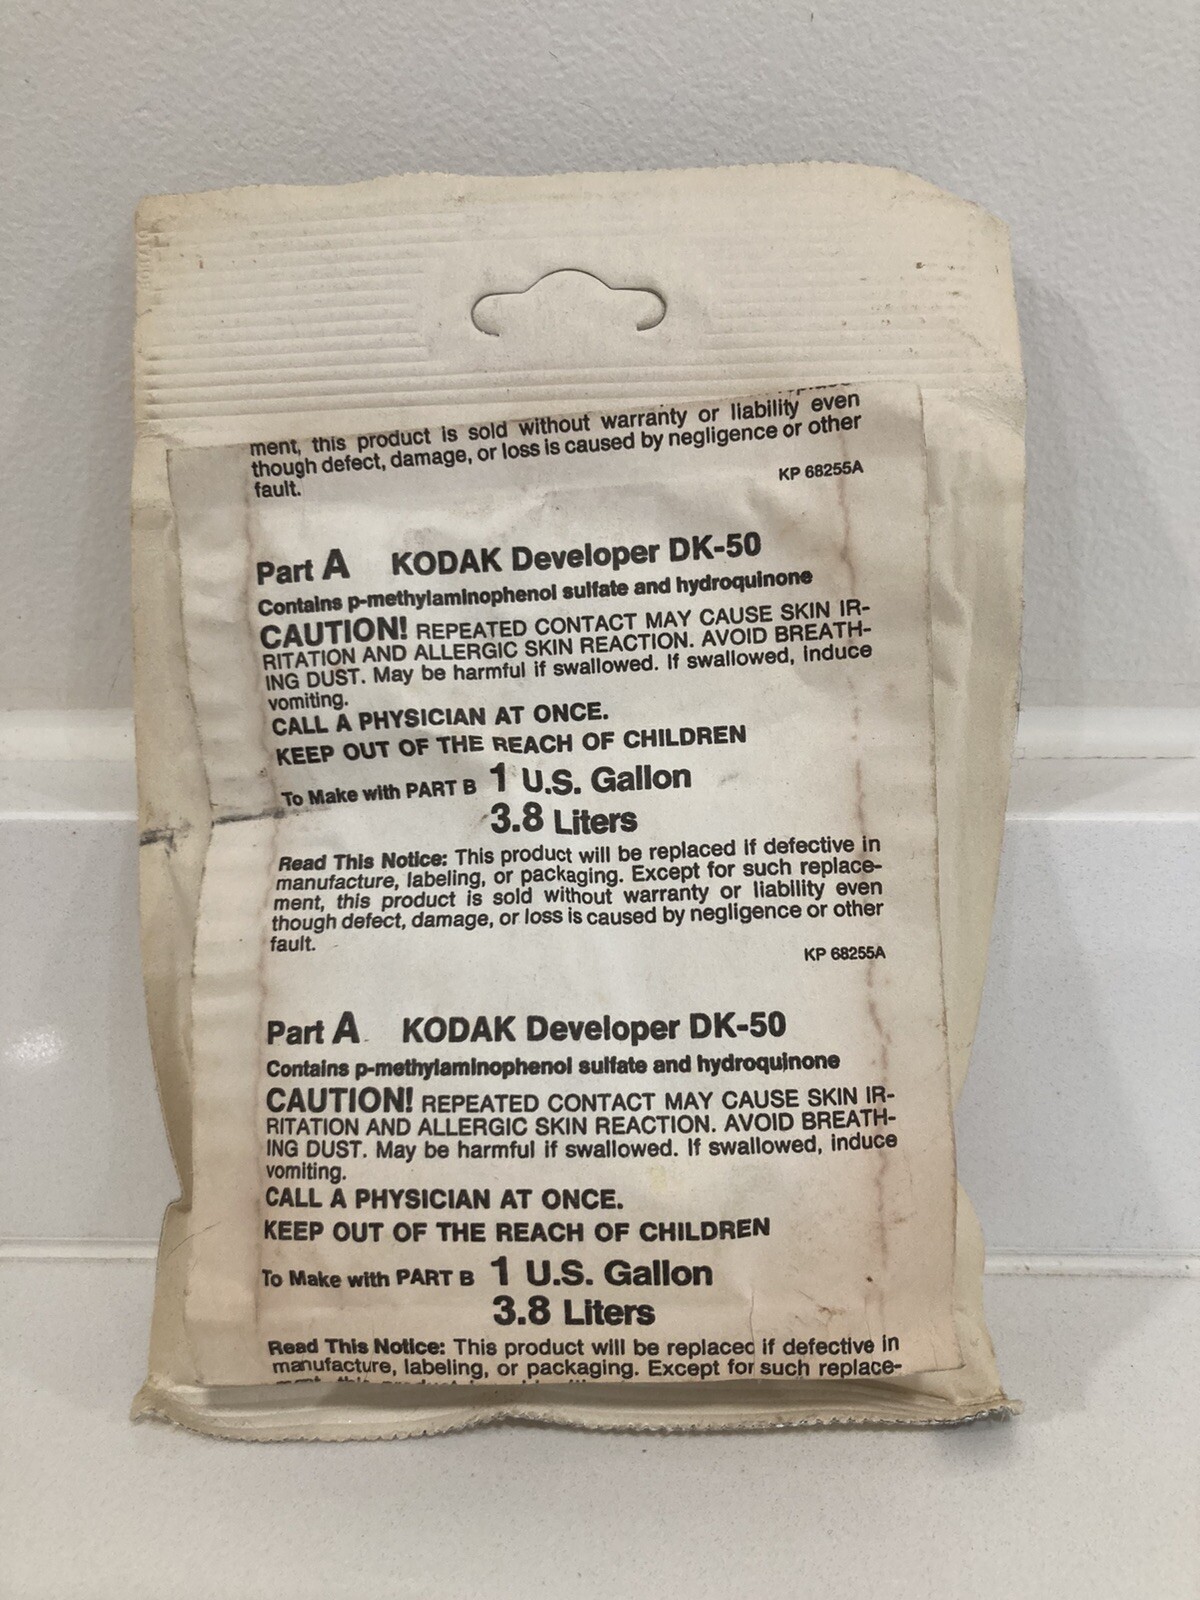 ment, this product is sold without warranty or liability even
though defect, damage, or loss is caused by negligence or other
fault.
KP 68255A
Part A KODAK Developer DK-50
Contains p-methylaminophenol sulfate and hydroquinone
CAUTION! REPEATED CONTACT MAY CAUSE SKIN IR-
RITATION AND ALLERGIC SKIN REACTION. AVOID BREATH-
ING DUST. May be harmful if swallowed. If swallowed, induce
vomiting.
CALL A PHYSICIAN AT ONCE.
KEEP OUT OF THE REACH OF CHILDREN
To Make with PART B 1 U.S. Gallon
3.8 Liters
Read This Notice: This product will be replaced if defective in
manufacture, labeling, or packaging. Except for such replace-
ment, this product is sold without warranty or liability even
though defect, damage, or loss is caused by negligence or other
fault.
KP 68255A
Part A KODAK Developer DK-50
Contains p-methylaminophenol sulfate and hydroquinone
CAUTION! REPEATED CONTACT MAY CAUSE SKIN IR-
RITATION AND ALLERGIC SKIN REACTION. AVOID BREATH-
ING DUST. May be harmful if swallowed. If swallowed, induce
vomiting.
CALL A PHYSICIAN AT ONCE.
KEEP OUT OF THE REACH OF CHILDREN
To Make with PART B 1 U.S. Gallon
3.8 Liters
Read This Notice: This product will be replaced if defective in
manufacture, labeling, or packaging. Except for such replace-